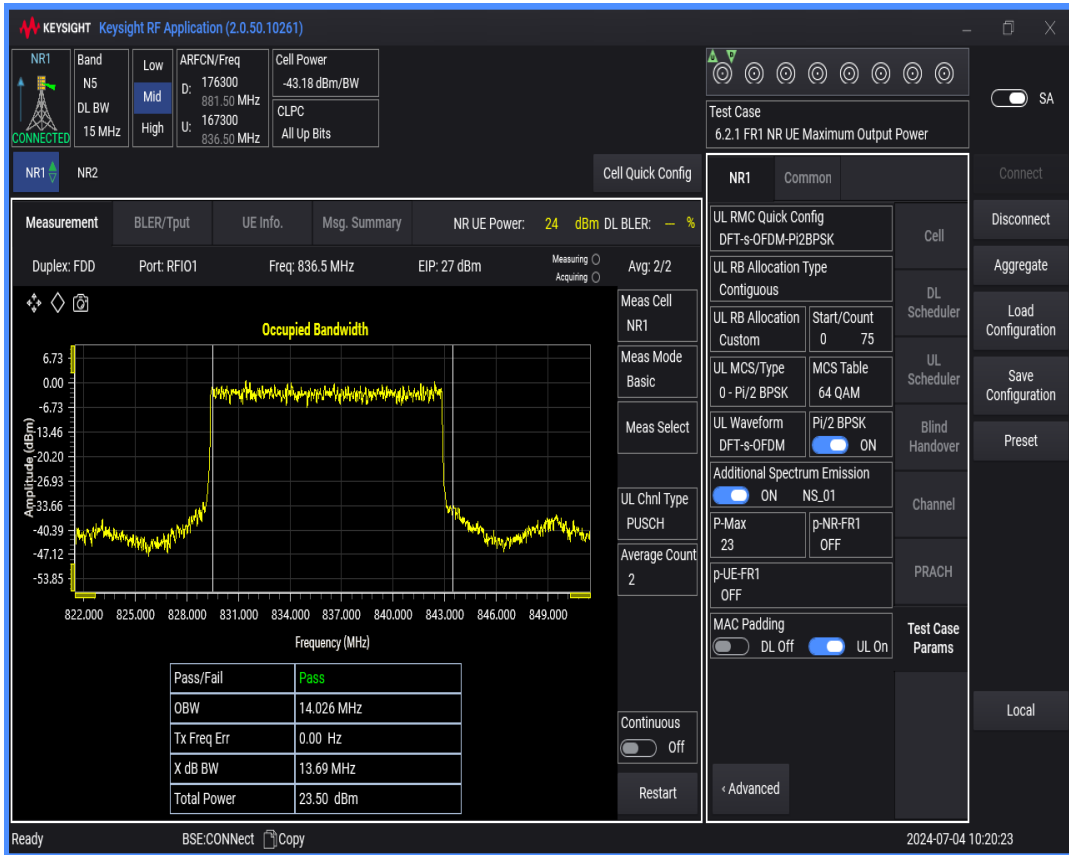 KEYSIGHT Keysight RF Application (2.0.50.10261)
NR1
CONNECTED
Band
N5
DL BW
15 MHz
Low
Mid
High
ARFCN/Freq
D: 176300
881.50 MHz
U: 167300
836.50 MHz
Cell Power
-43.18 dBm/BW
CLPC
All Up Bits
Test Case
6.2.1 FR1 NR UE Maximum Output Power
SA
NR1 NR2 Cell Quick Config
NR1 Common
Connect
Disconnect
Aggregate
Load
Configuration
Save
Configuration
Preset
Local
Measurement BLER/Tput UE Info. Msg. Summary NR UE Power: 24 dBm DL BLER: --- %
Duplex: FDD Port: RFIO1 Freq: 836.5 MHz EIP: 27 dBm Measuring Avg: 2/2
Acquiring
Occupied Bandwidth
Amplitude (dBm)
6.73
0.00
-6.73
-13.46
-20.20
-26.93
-33.66
-40.39
-47.12
-53.85
822.000 825.000 828.000 831.000 834.000 837.000 840.000 843.000 846.000 849.000
Frequency (MHz)
Pass/Fail Pass
OBW 14.026 MHz
Tx Freq Err 0.00 Hz
X dB BW 13.69 MHz
Total Power 23.50 dBm
Meas Cell
NR1
Meas Mode
Basic
Meas Select
UL Chnl Type
PUSCH
Average Count
2
Continuous
Off
Restart
UL RMC Quick Config
DFT-s-OFDM-Pi2BPSK
UL RB Allocation Type
Contiguous
UL RB Allocation Start/Count
Custom 0 75
UL MCS/Type MCS Table
0 - Pi/2 BPSK 64 QAM
UL Waveform Pi/2 BPSK
DFT-s-OFDM ON
Additional Spectrum Emission
ON NS_01
P-Max p-NR-FR1
23 OFF
p-UE-FR1
OFF
MAC Padding
DL Off UL On
‹ Advanced
Cell
DL
Scheduler
UL
Scheduler
Blind
Handover
Channel
PRACH
Test Case
Params
Ready BSE:CONNect Copy 2024-07-04 10:20:23